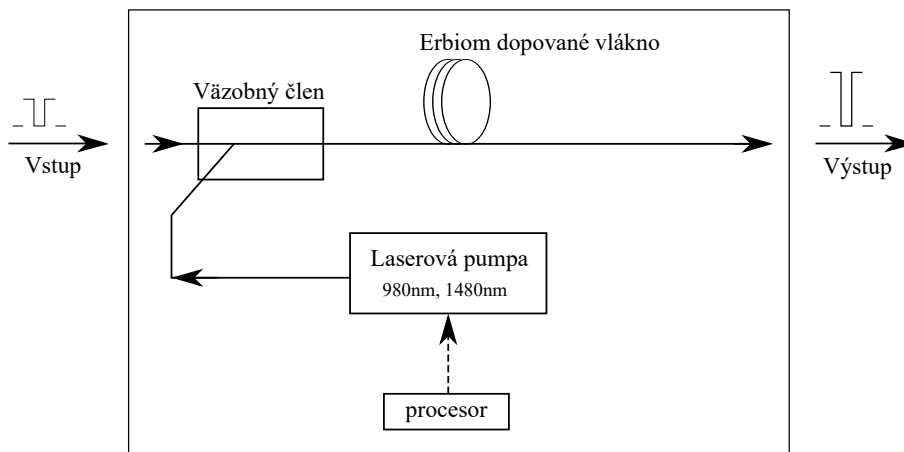 Erbiom dopované vlákno
Väzobný člen
Vstup
Výstup
Laserová pumpa
980nm, 1480nm
procesor